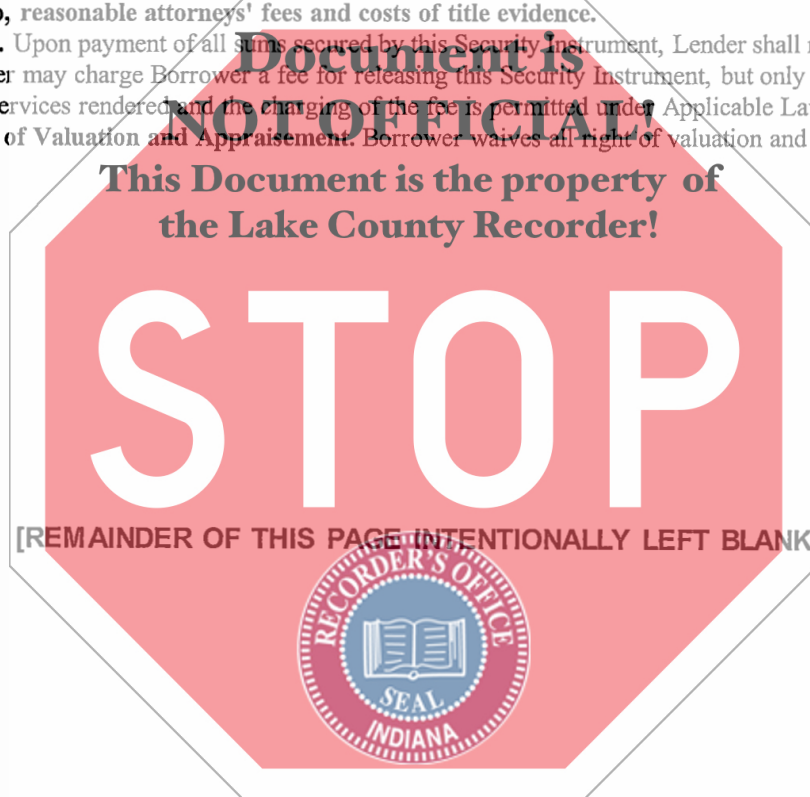 , reasonable attorneys' fees and costs of title evidence.
. Upon payment of all sums secured by this Security Instrument, Lender shall
er may charge Borrower a fee for releasing this Security Instrument, but only
ervices rendered and the charging of the fee is permitted under Applicable La
of Valuation and Appraisement. Borrower waives all right of valuation and
Document is
NOT OFFICIAL!
This Document is the property of
the Lake County Recorder!
STOP
[REMAINDER OF THIS PAGE INTENTIONALLY LEFT BLANK
RECORDER'S OFFICE
SEAL
INDIANA